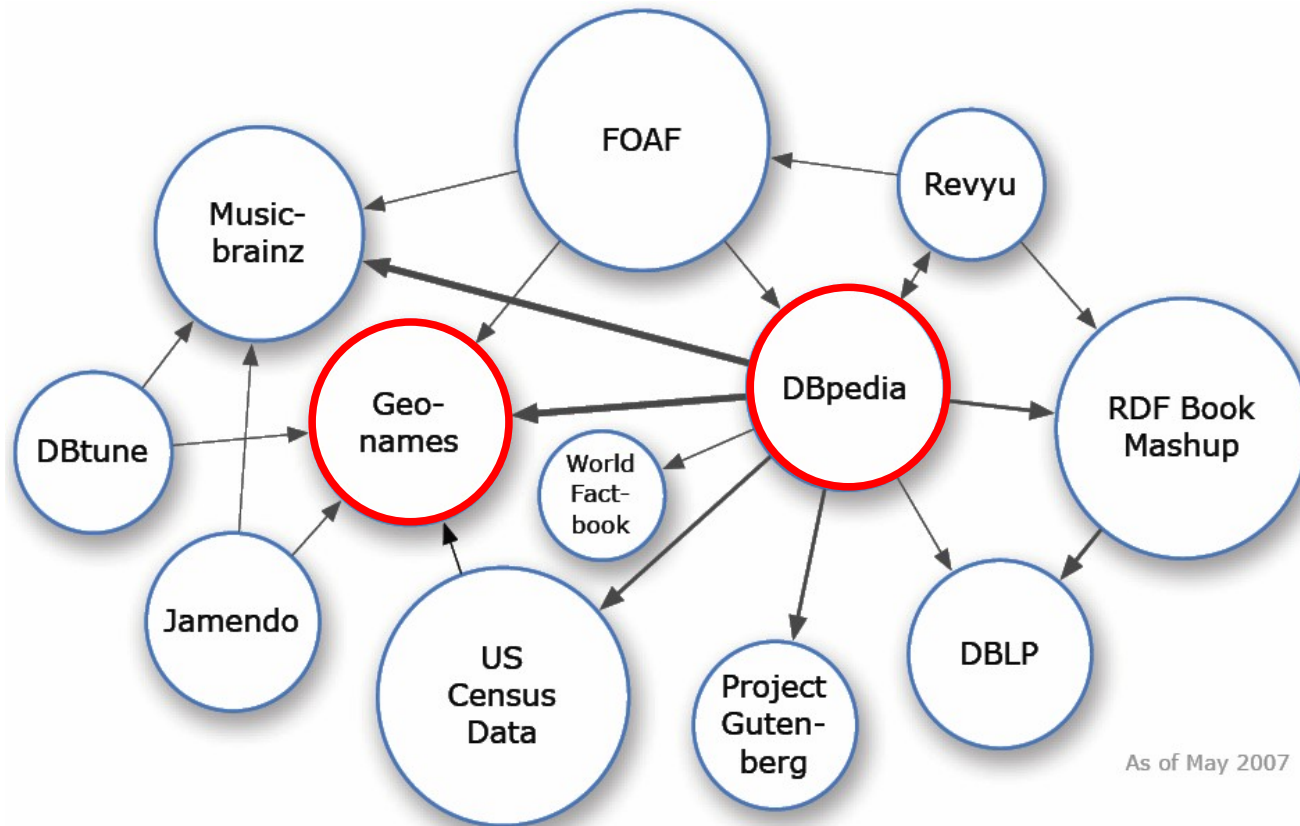 FOAF
Revyu
Music-
brainz
DBpedia
Geo-
names
RDF Book
Mashup
DBtune
World
Fact-
book
Jamendo
US
Census
Data
Project
Guten-
berg
DBLP
As of May 2007